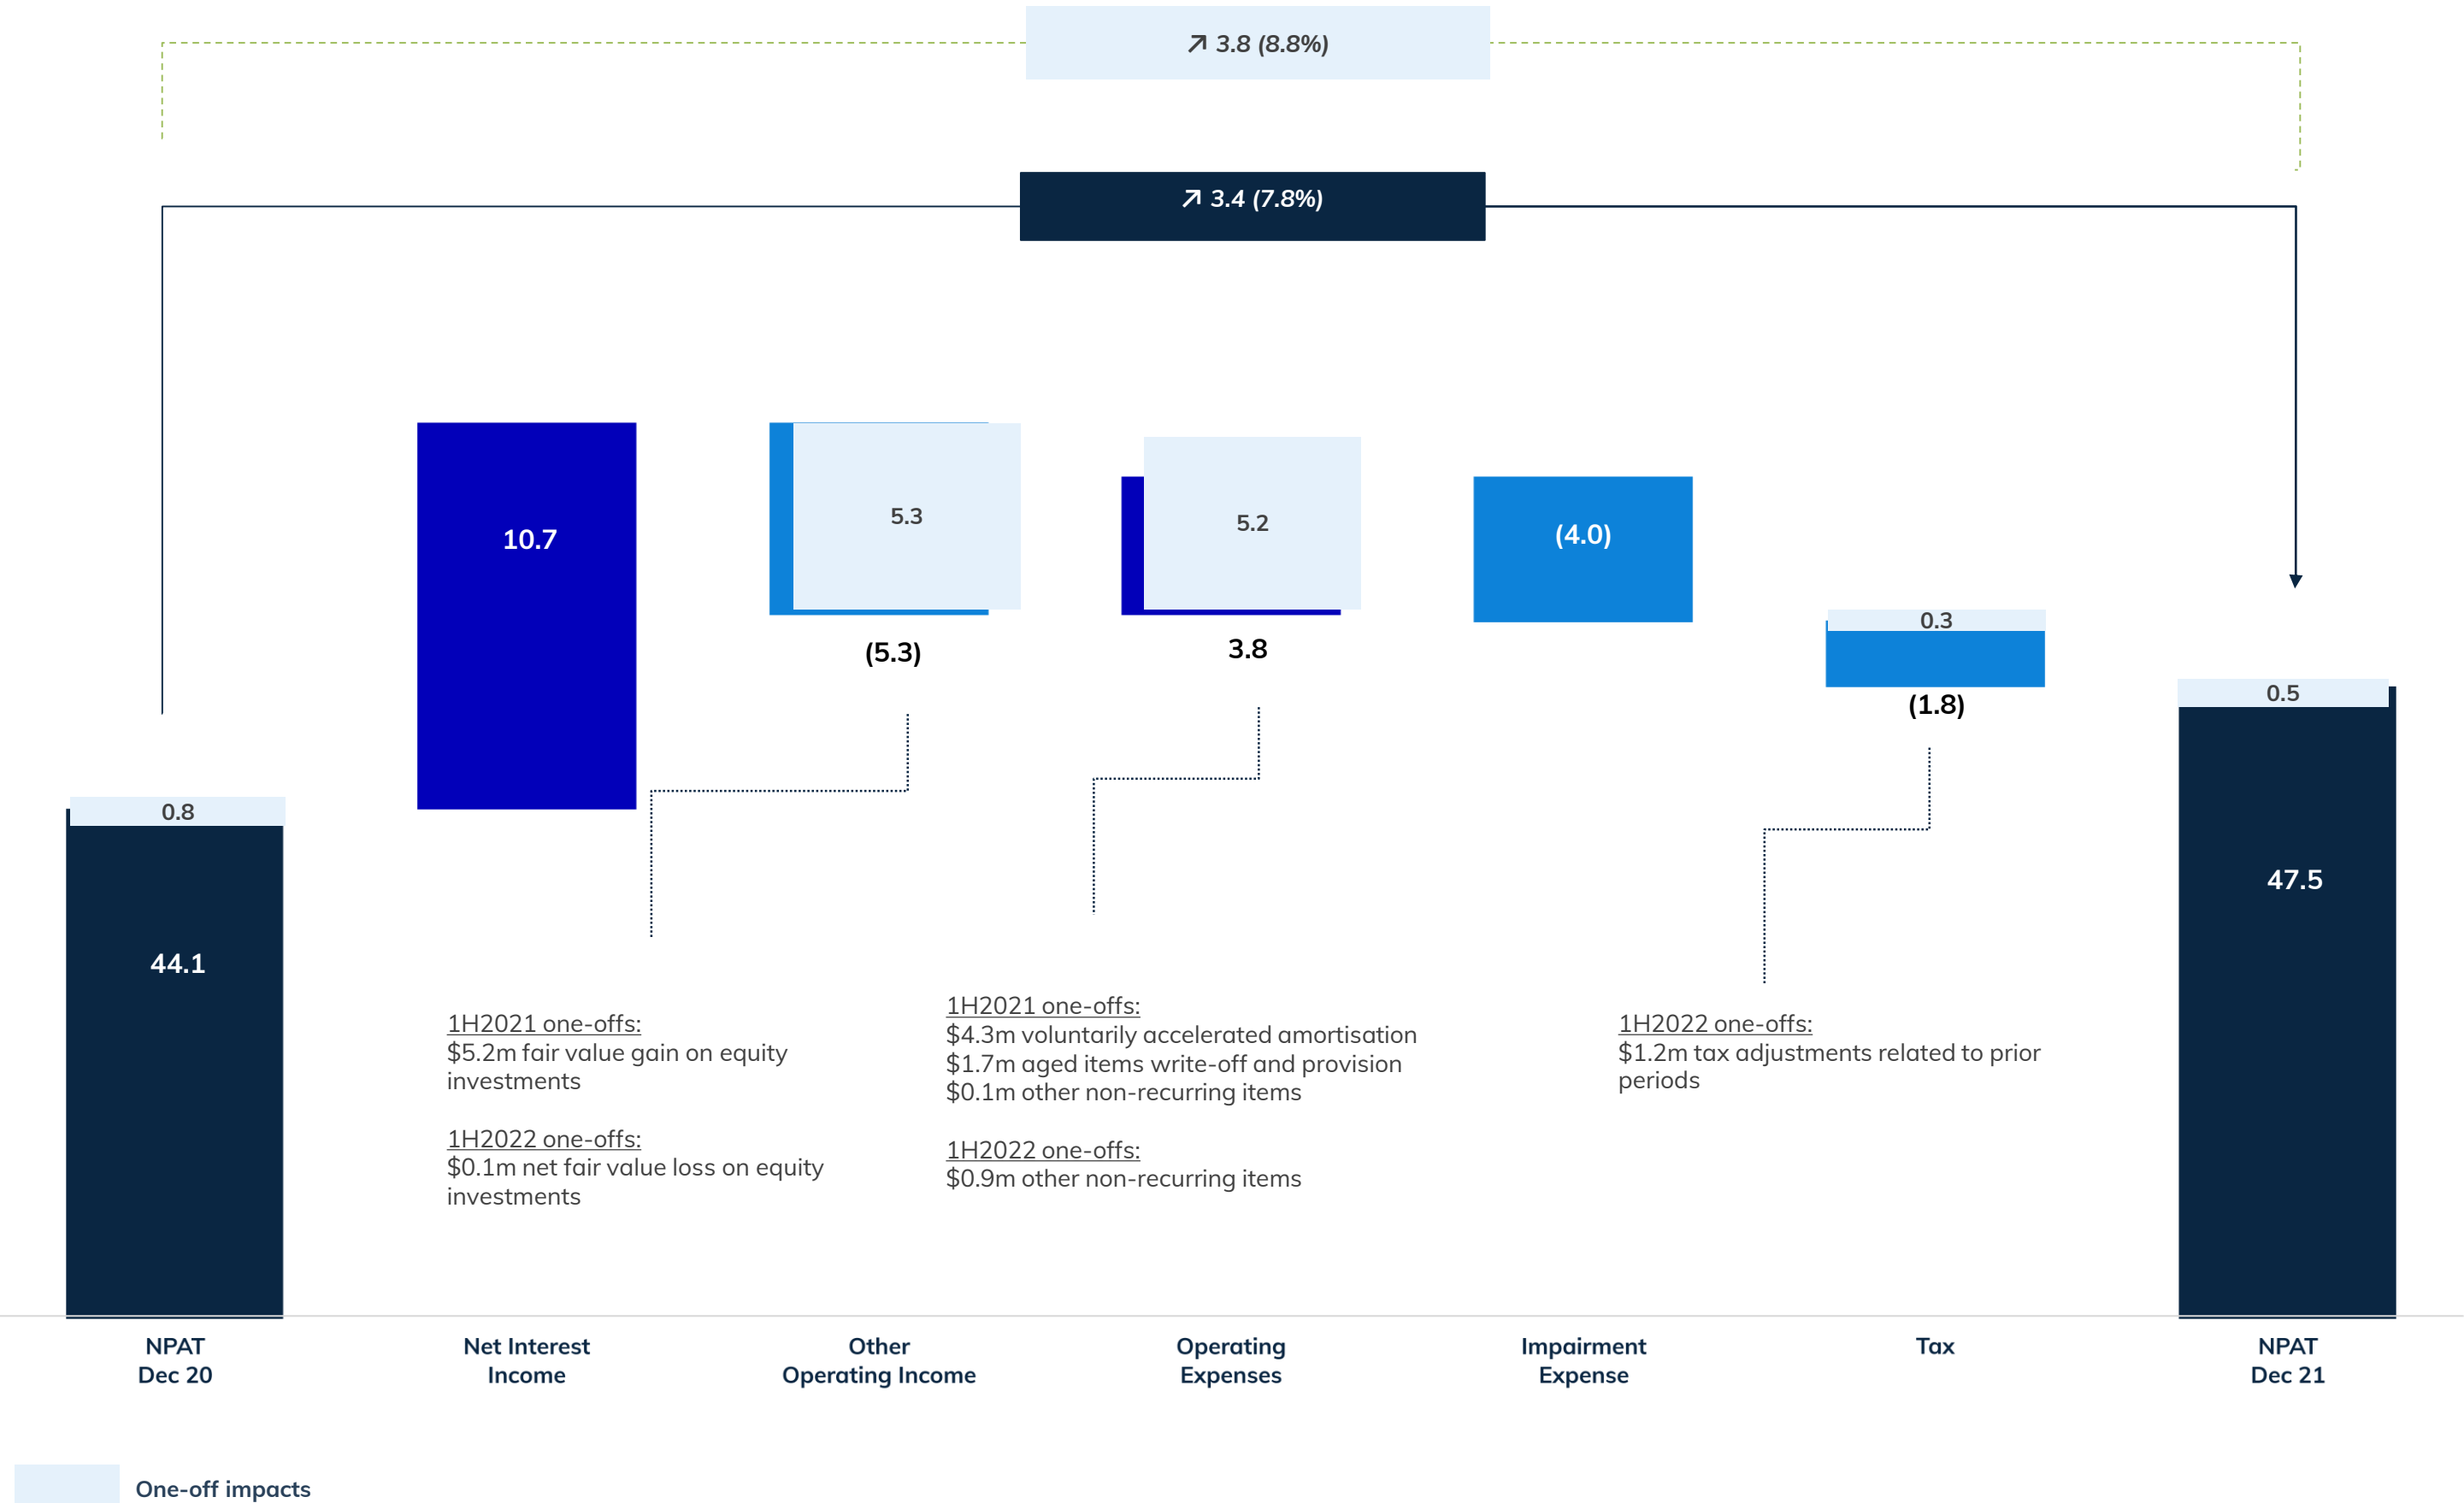 ↗ 3.8 (8.8%)
↗ 3.4 (7.8%)
10.7
5.3
(5.3)
5.2
3.8
(4.0)
0.3
(1.8)
0.5
47.5
0.8
44.1
1H2021 one-offs:
$5.2m fair value gain on equity
investments
1H2022 one-offs:
$0.1m net fair value loss on equity
investments
1H2021 one-offs:
$4.3m voluntarily accelerated amortisation
$1.7m aged items write-off and provision
$0.1m other non-recurring items
1H2022 one-offs:
$0.9m other non-recurring items
1H2022 one-offs:
$1.2m tax adjustments related to prior
periods
NPAT
Dec 20
Net Interest
Income
Other
Operating Income
Operating
Expenses
Impairment
Expense
Tax
NPAT
Dec 21
One-off impacts